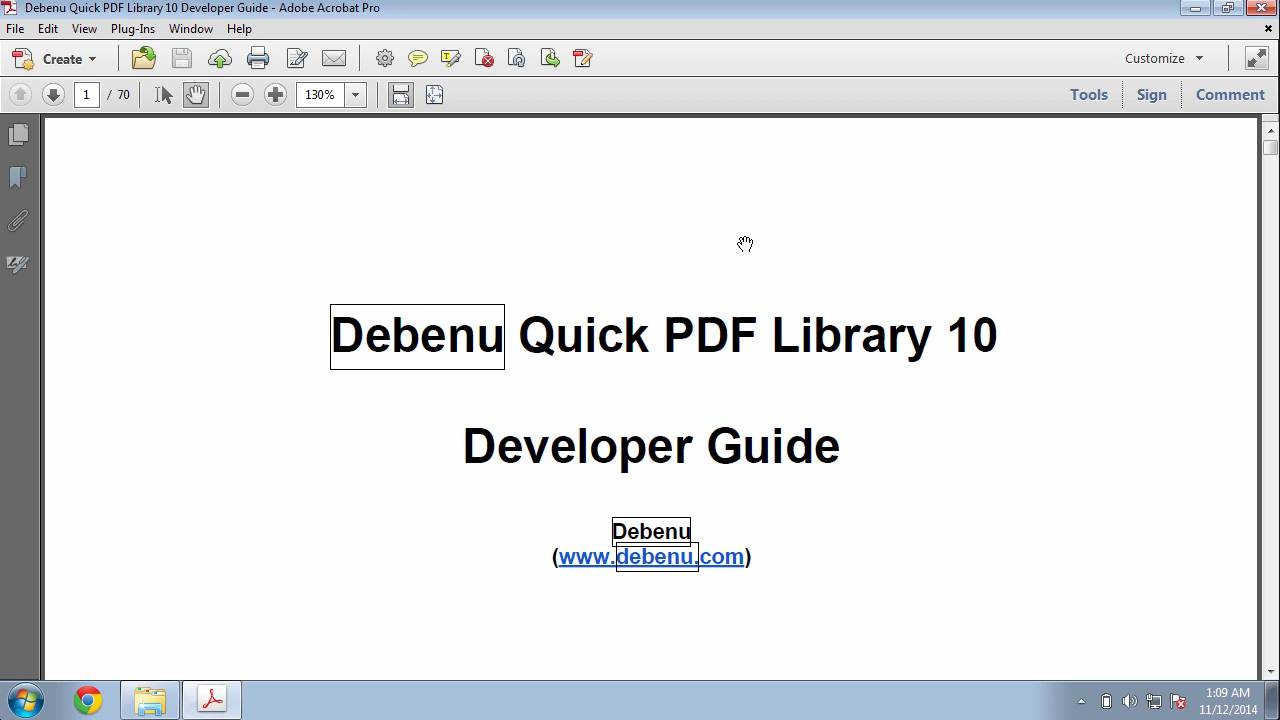 Debenu Quick PDF Library 10 Developer Guide - Adobe Acrobat Pro
File Edit View Plug-Ins Window Help
Create Customize
1 / 70 130% Tools Sign Comment
Debenu Quick PDF Library 10
Developer Guide
Debenu
(www.debenu.com)
1:09 AM
11/12/2014